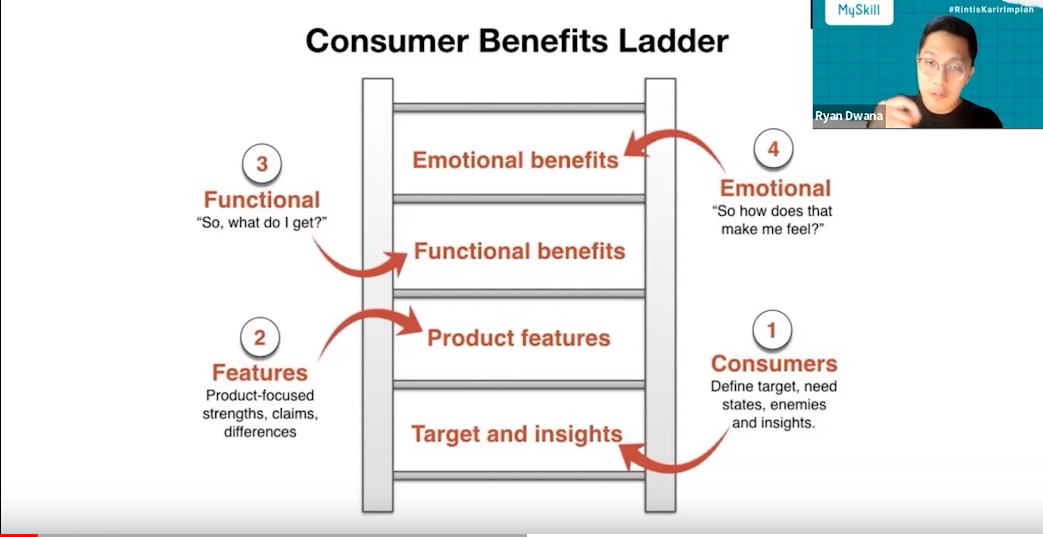 MySkill
#RintisKarirImpian
Ryan Dwana
Consumer Benefits Ladder
Emotional benefits
Functional benefits
Product features
Target and insights
3
Functional
“So, what do I get?”
4
Emotional
“So how does that
make me feel?”
2
Features
Product-focused
strengths, claims,
differences
1
Consumers
Define target, need
states, enemies
and insights.